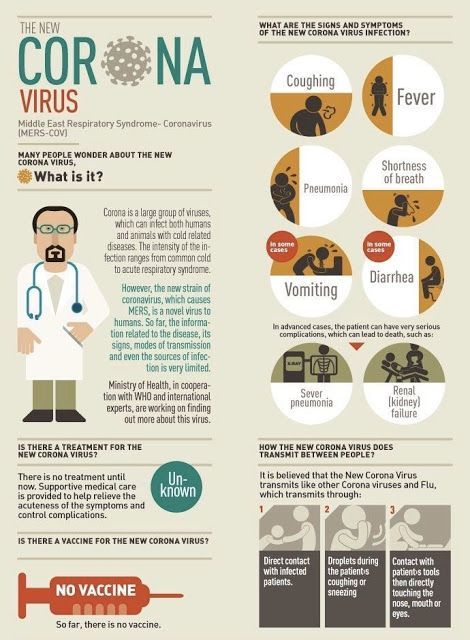 THE NEW
CORONA
VIRUS
Middle East Respiratory Syndrome- Coronavirus
(MERS-COV)
MANY PEOPLE WONDER ABOUT THE NEW
CORONA VIRUS,
What is it?
Corona is a large group of viruses,
which can infect both humans
and animals with cold related
diseases. The intensity of the in-
fection ranges from common cold
to acute respiratory syndrome.
However, the new strain of
coronavirus, which causes
MERS, is a novel virus to
humans. So far, the informa-
tion related to the disease, its
signs, modes of transmission
and even the sources of infec-
tion is very limited.
Ministry of Health, in coopera-
tion with WHO and international
experts, are working on finding
out more about this virus.
IS THERE A TREATMENT FOR THE
NEW CORONA VIRUS?
There is no treatment until
now. Supportive medical care
is provided to help relieve the
acuteness of the symptoms and
control complications.
Un-
known
IS THERE A VACCINE FOR THE NEW CORONA VIRUS?
NO VACCINE
So far, there is no vaccine.
WHAT ARE THE SIGNS AND SYMPTOMS
OF THE NEW CORONA VIRUS INFECTION?
Coughing
Fever
Pneumonia
Shortness
of breath
In some
cases
Vomiting
In some
cases
Diarrhea
In advanced cases, the patient can have very serious
complications, which can lead to death, such as:
X-RAY
Sever
pneumonia
Renal
(kidney)
failure
HOW THE NEW CORONA VIRUS DOES
TRANSMIT BETWEEN PEOPLE?
It is believed that the New Corona Virus
transmits like other Corona viruses and Flu,
which transmits through:
1
Direct contact
with infected
patients.
2
Droplets during
the patient›s
coughing or
sneezing
3
Contact with
patient›s tools
then directly
touching the
nose, mouth or
eyes.